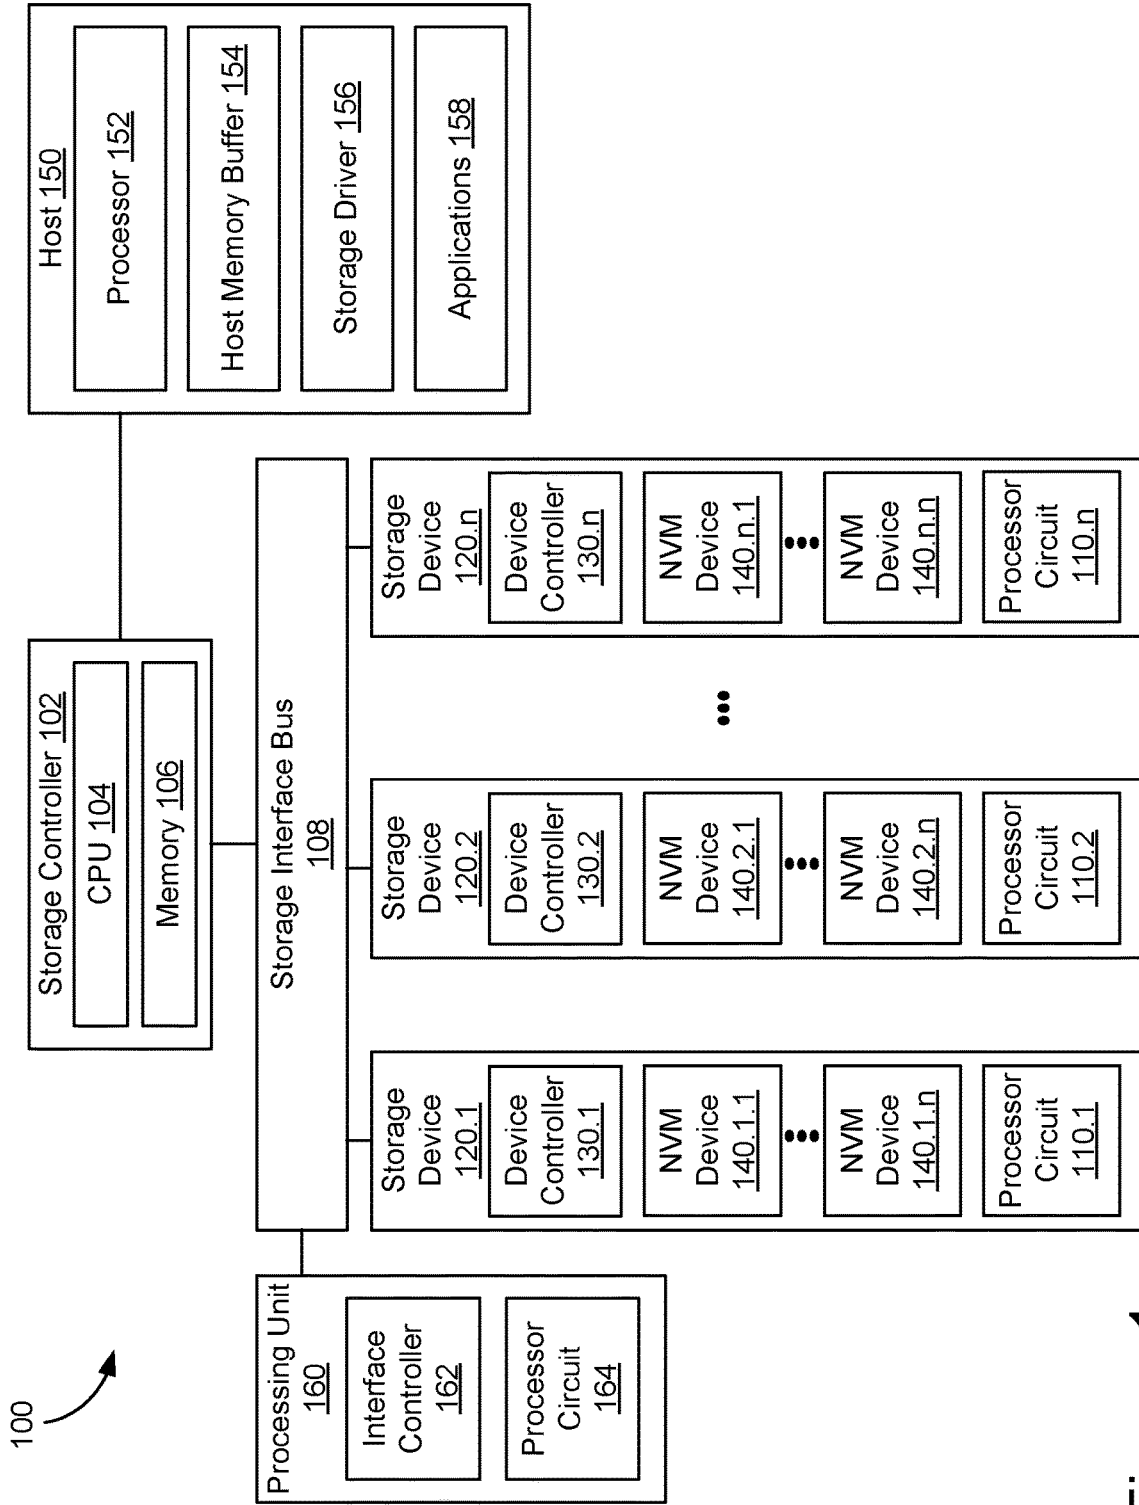 100
Storage Controller 102
CPU 104
Memory 106
Host 150
Processor 152
Host Memory Buffer 154
Storage Driver 156
Applications 158
Processing Unit
160
Interface
Controller
162
Processor
Circuit
164
Storage Interface Bus
108
Storage
Device
120.1
Device
Controller
130.1
NVM
Device
140.1.1
NVM
Device
140.1.n
Processor
Circuit
110.1
Storage
Device
120.2
Device
Controller
130.2
NVM
Device
140.2.1
NVM
Device
140.2.n
Processor
Circuit
110.2
Storage
Device
120.n
Device
Controller
130.n
NVM
Device
140.n.1
NVM
Device
140.n.n
Processor
Circuit
110.n